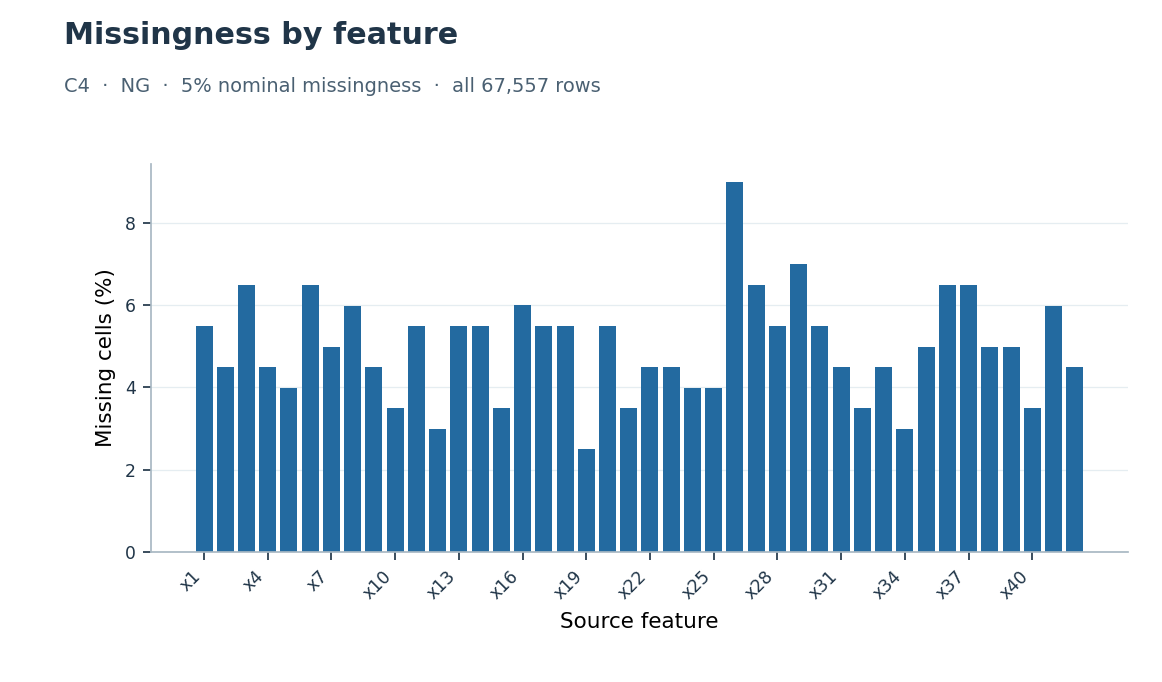 Missingness by feature
C4 · NG · 5% nominal missingness · all 67,557 rows
Missing cells (%)
8
6
4
2
0
x1 x4 x7 x10 x13 x16 x19 x22 x25 x28 x31 x34 x37 x40
Source feature